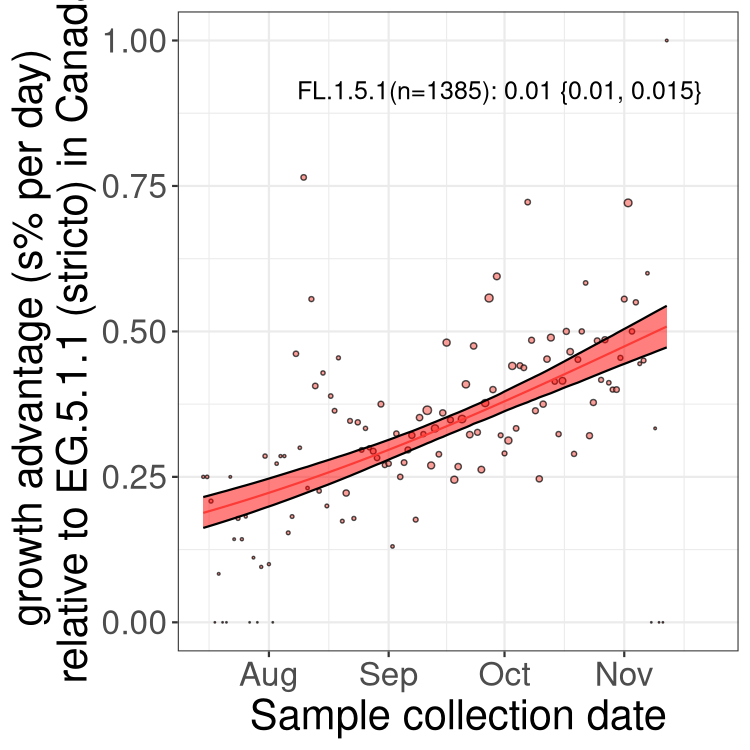 growth advantage (s% per day)
relative to EG.5.1.1 (stricto) in Canada
1.00
0.75
0.50
0.25
0.00
FL.1.5.1(n=1385): 0.01 {0.01, 0.015}
Aug Sep Oct Nov
Sample collection date